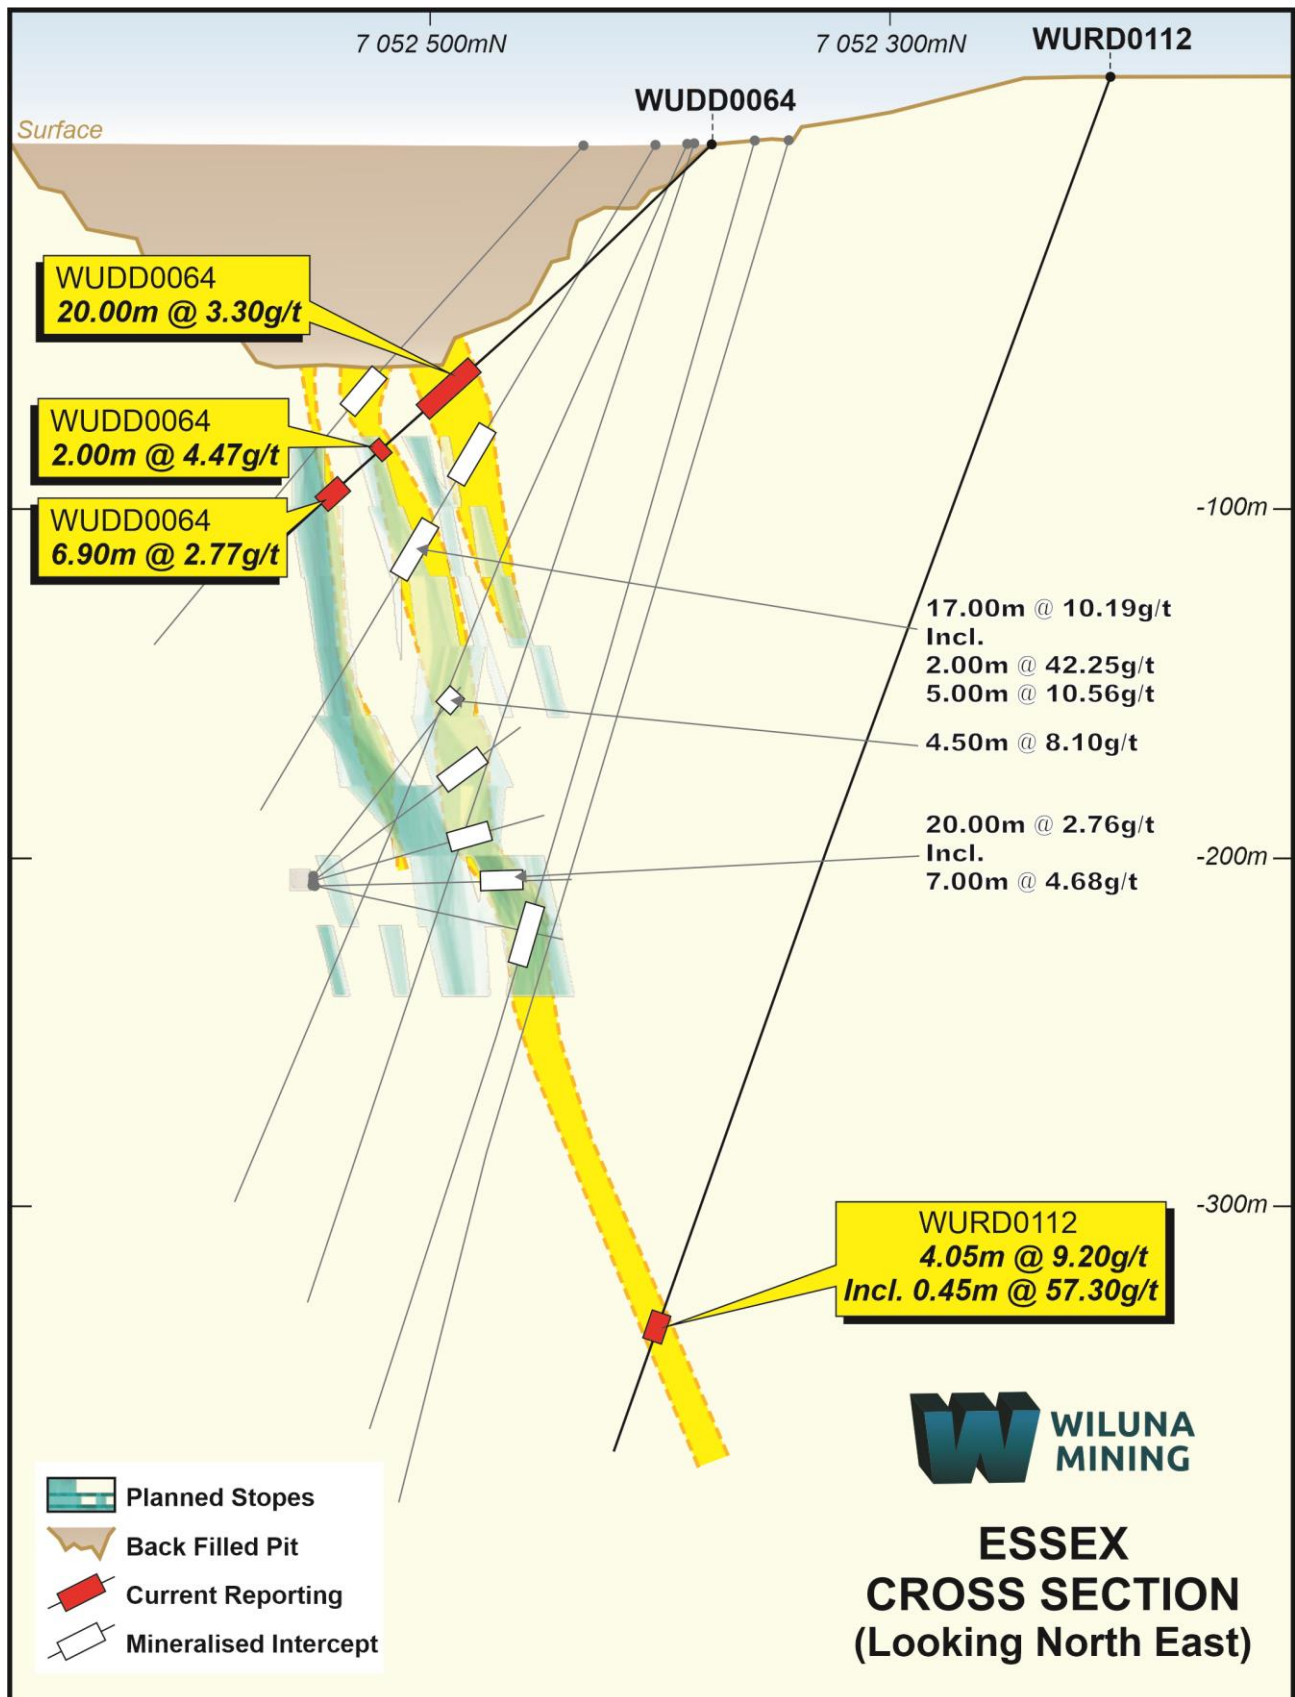 7 052 500mN
7 052 300mN
WURD0112
WUDD0064
Surface
WUDD0064
20.00m @ 3.30g/t
WUDD0064
2.00m @ 4.47g/t
WUDD0064
6.90m @ 2.77g/t
-100m
17.00m @ 10.19g/t
Incl.
2.00m @ 42.25g/t
5.00m @ 10.56g/t
4.50m @ 8.10g/t
20.00m @ 2.76g/t
Incl.
7.00m @ 4.68g/t
-200m
-300m
WURD0112
4.05m @ 9.20g/t
Incl. 0.45m @ 57.30g/t
WILUNA
MINING
Planned Stopes
Back Filled Pit
Current Reporting
Mineralised Intercept
ESSEX
CROSS SECTION
(Looking North East)